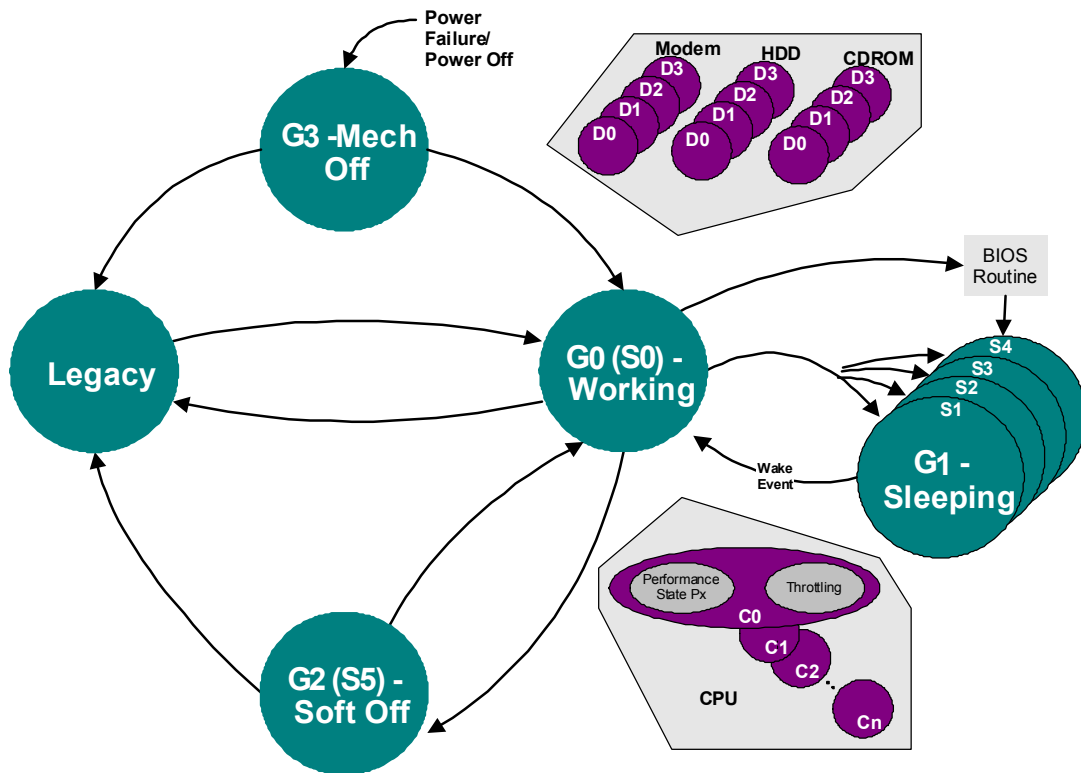 Power
Failure/
Power Off
G3 -Mech
Off
Modem
HDD
CDROM
D3
D2
D1
D0
D3
D2
D1
D0
D3
D2
D1
D0
BIOS
Routine
Legacy
G0 (S0) -
Working
S4
S3
S2
S1
G1 -
Sleeping
Wake
Event
Performance
State Px
Throttling
C0
C1
C2
Cn
CPU
G2 (S5) -
Soft Off